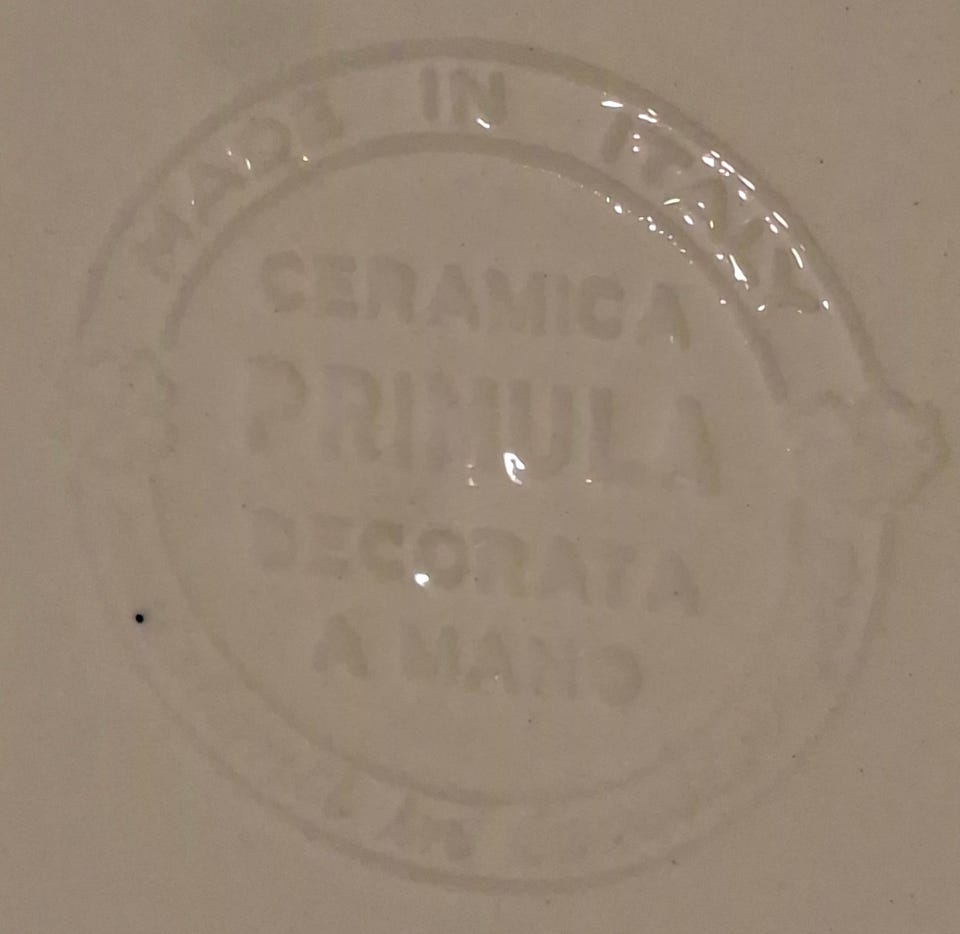 MADE IN ITALY
CERAMICA
PRIMULA
DECORATA
A MANO